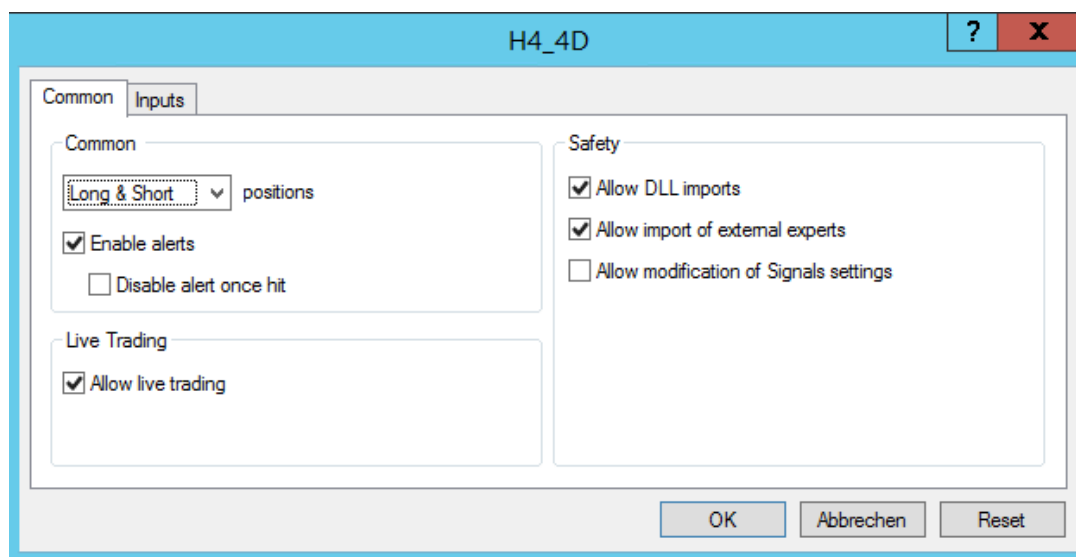 H4_4D
?
X
Common
Inputs
Common
Long & Short positions
Enable alerts
Disable alert once hit
Live Trading
Allow live trading
Safety
Allow DLL imports
Allow import of external experts
Allow modification of Signals settings
OK
Abbrechen
Reset